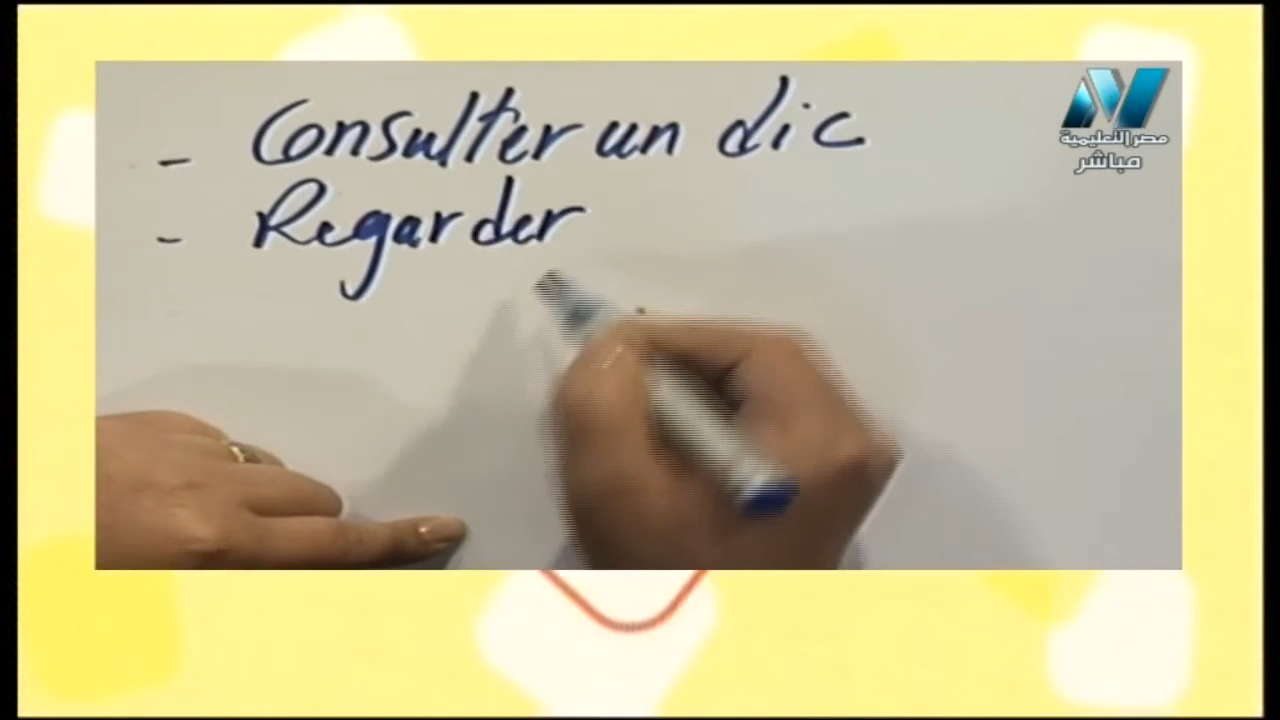 - Consulter un dic
- Regarder
مصر التعليمية
مباشر